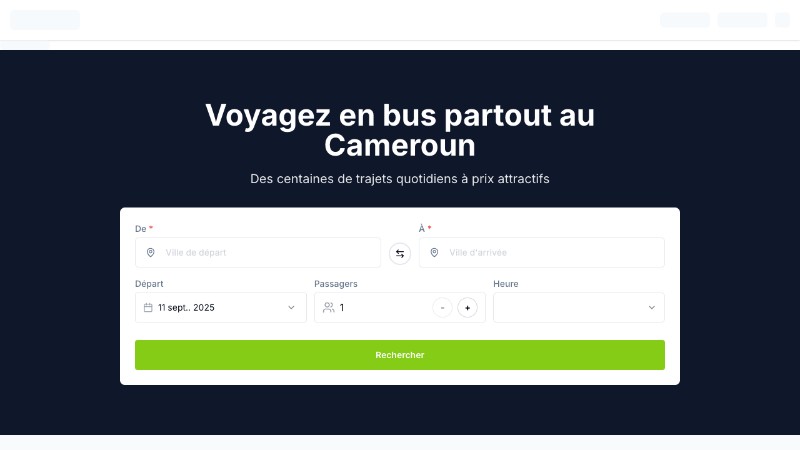 Voyagez en bus partout au
Cameroun
Des centaines de trajets quotidiens à prix attractifs
De *
À *
Ville de départ
Ville d'arrivée
Départ
Passagers
Heure
11 sept.. 2025
1
-
+
Rechercher